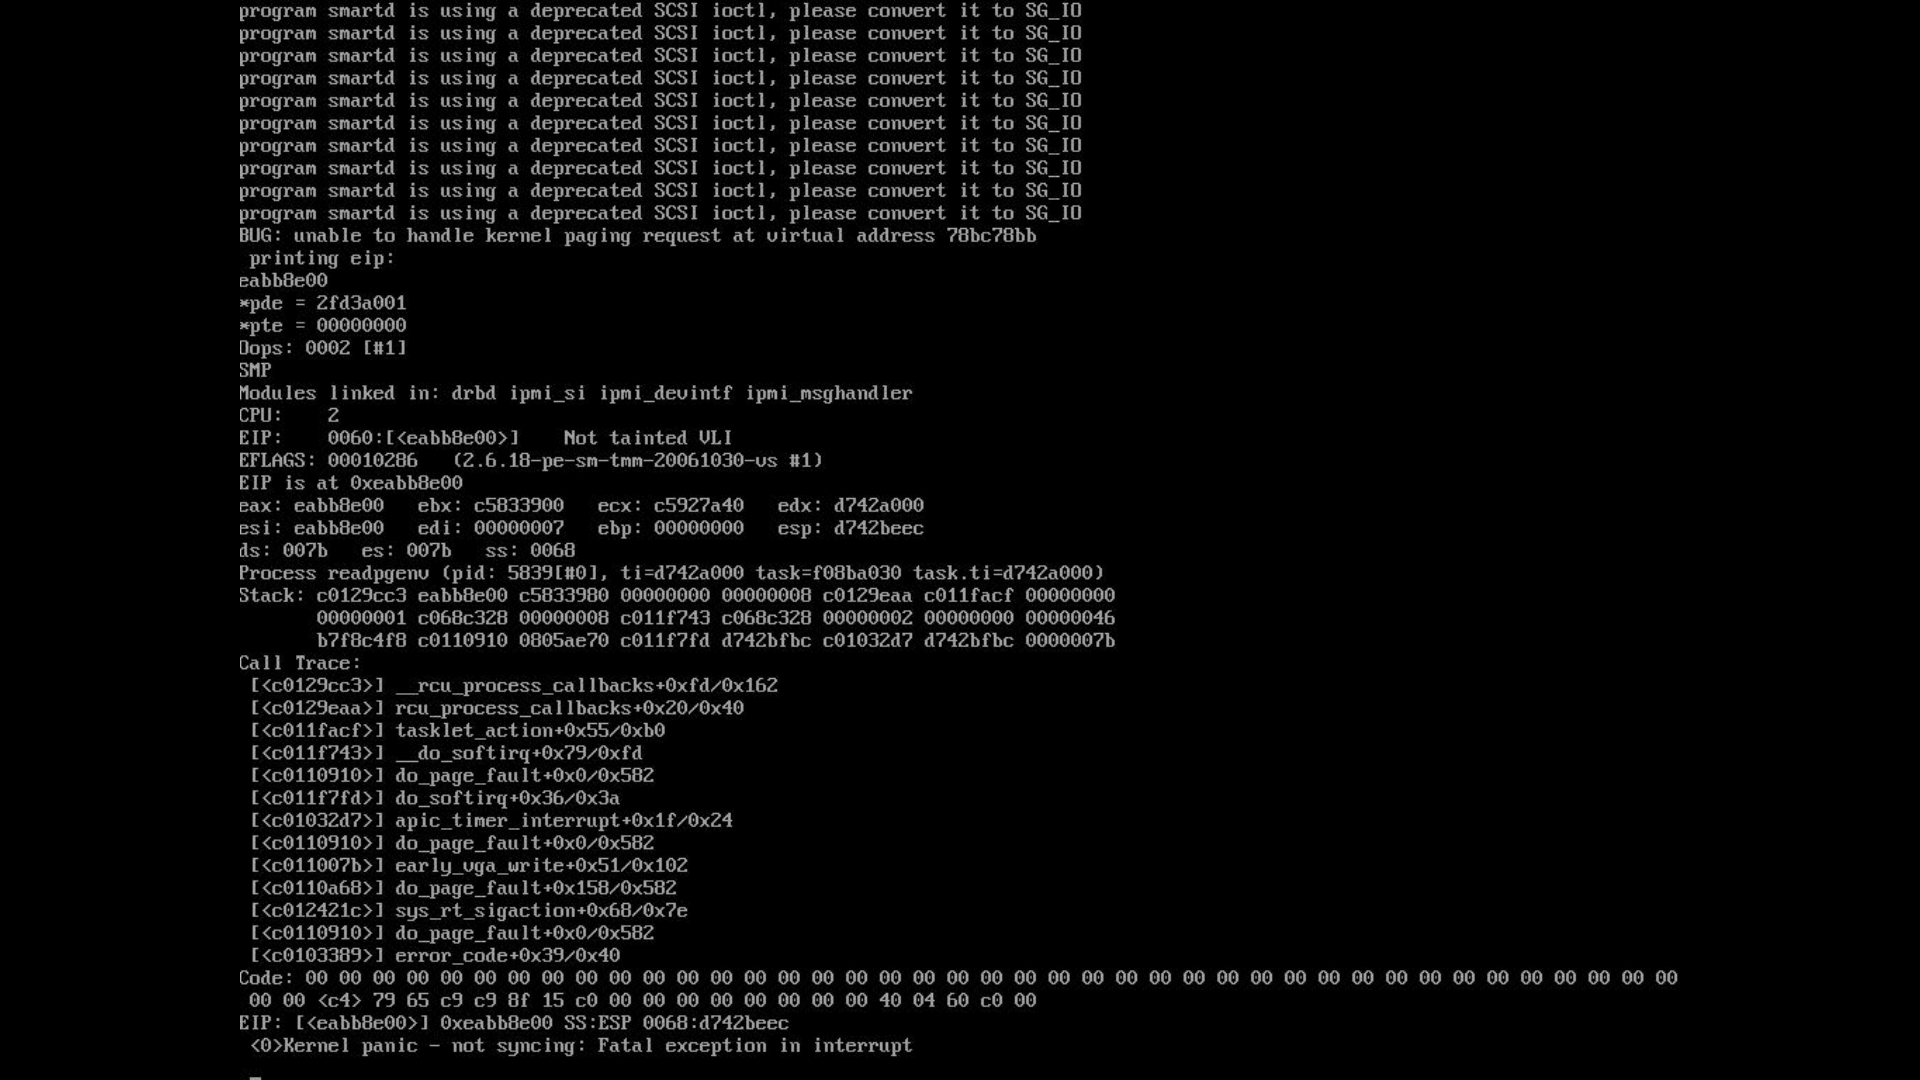 program smartd is using a deprecated SCSI ioctl, please convert it to SG_IO
program smartd is using a deprecated SCSI ioctl, please convert it to SG_IO
program smartd is using a deprecated SCSI ioctl, please convert it to SG_IO
program smartd is using a deprecated SCSI ioctl, please convert it to SG_IO
program smartd is using a deprecated SCSI ioctl, please convert it to SG_IO
program smartd is using a deprecated SCSI ioctl, please convert it to SG_IO
program smartd is using a deprecated SCSI ioctl, please convert it to SG_IO
program smartd is using a deprecated SCSI ioctl, please convert it to SG_IO
program smartd is using a deprecated SCSI ioctl, please convert it to SG_IO
program smartd is using a deprecated SCSI ioctl, please convert it to SG_IO
BUG: unable to handle kernel paging request at virtual address 78bc78bb
 printing eip:
eabb8e00
*pde = 2fd3a001
*pte = 00000000
Oops: 0002 [#1]
SMP
Modules linked in: drbd ipmi_si ipmi_devintf ipmi_msghandler
CPU:    2
EIP:    0060:[<eabb8e00>]    Not tainted VLI
EFLAGS: 00010286   (2.6.18-pe-sm-tmm-20061030-vs #1)
EIP is at 0xeabb8e00
eax: eabb8e00   ebx: c5833900   ecx: c5927a40   edx: d742a000
esi: eabb8e00   edi: 00000007   ebp: 00000000   esp: d742beec
ds: 007b   es: 007b   ss: 0068
Process readpgenv (pid: 5839[#0], ti=d742a000 task=f08ba030 task.ti=d742a000)
Stack: c0129cc3 eabb8e00 c5833980 00000000 00000008 c0129eaa c011facf 00000000
       00000001 c068c328 00000008 c011f743 c068c328 00000002 00000000 00000046
       b7f8c4f8 c0110910 0805ae70 c011f7fd d742bfbc c01032d7 d742bfbc 0000007b
Call Trace:
 [<c0129cc3>] __rcu_process_callbacks+0xfd/0x162
 [<c0129eaa>] rcu_process_callbacks+0x20/0x40
 [<c011facf>] tasklet_action+0x55/0xb0
 [<c011f743>] __do_softirq+0x79/0xfd
 [<c0110910>] do_page_fault+0x0/0x582
 [<c011f7fd>] do_softirq+0x36/0x3a
 [<c01032d7>] apic_timer_interrupt+0x1f/0x24
 [<c0110910>] do_page_fault+0x0/0x582
 [<c011007b>] early_vga_write+0x51/0x102
 [<c0110a68>] do_page_fault+0x158/0x582
 [<c012421c>] sys_rt_sigaction+0x68/0x7e
 [<c0110910>] do_page_fault+0x0/0x582
 [<c0103389>] error_code+0x39/0x40
Code: 00 00 00 00 00 00 00 00 00 00 00 00 00 00 00 00 00 00 00 00 00 00 00 00 00 00 00 00 00 00 00 00 00 00 00 00 00 00 00 00 00
 00 00 <c4> 79 65 c9 c9 8f 15 c0 00 00 00 00 00 00 00 00 40 04 60 c0 00
EIP: [<eabb8e00>] 0xeabb8e00 SS:ESP 0068:d742beec
 <0>Kernel panic - not syncing: Fatal exception in interrupt